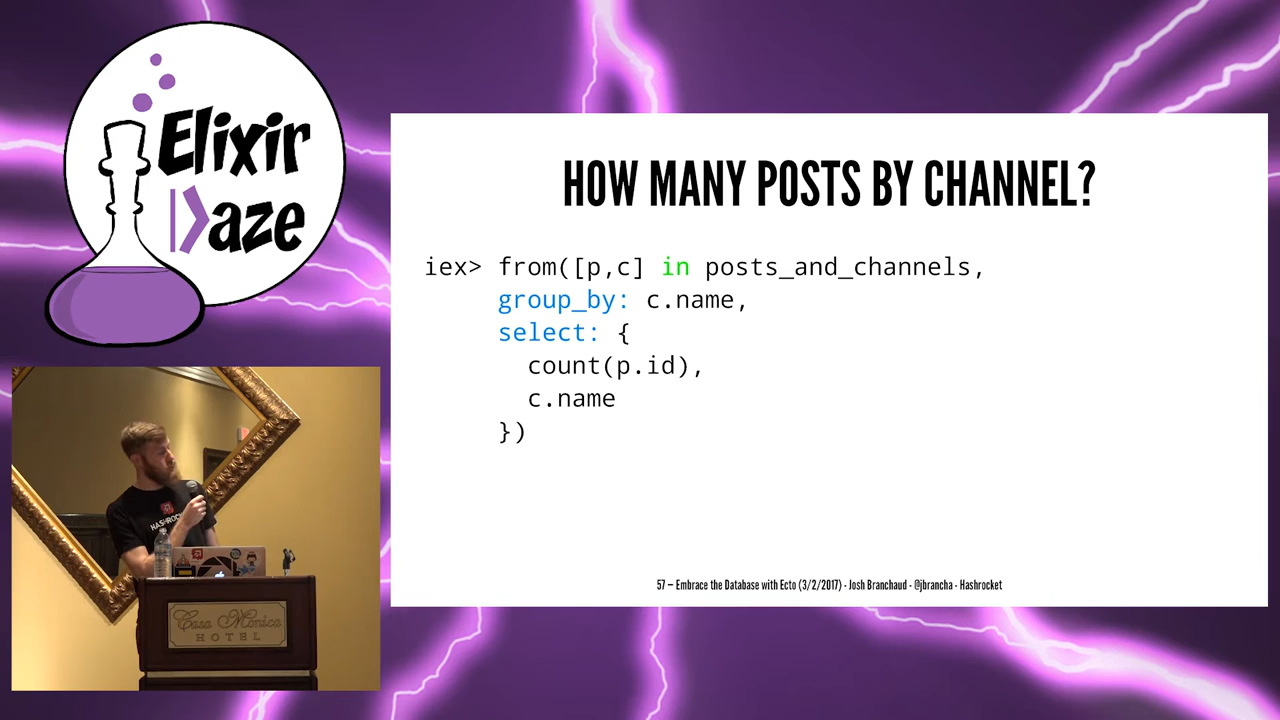 Elixir
Daze
HOW MANY POSTS BY CHANNEL?
iex> from([p,c] in posts_and_channels,
group_by: c.name,
select: {
count(p.id),
c.name
})
57 — Embrace the Database with Ecto (3/2/2017) - Josh Branchaud - @jbrancha - Hashrocket
Casa Monica
HOTEL